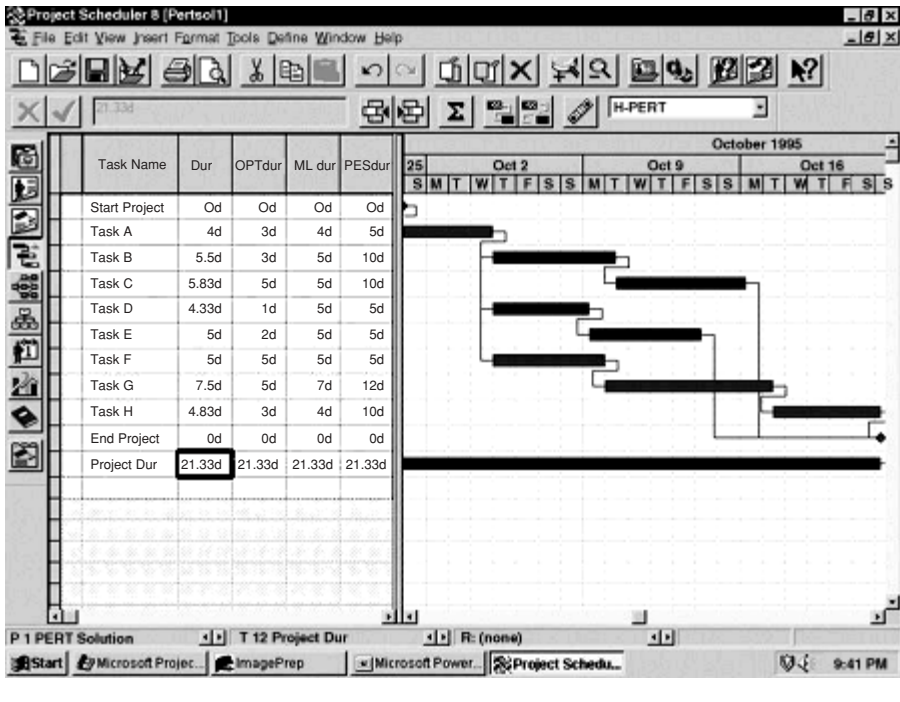 Project Scheduler 8 [Pertsol1]
File Edit View Insert Format Tools Define Window Help
21.33d H-PERT
October 1995
Task Name Dur OPTdur ML dur PESdur 25 Oct 2 Oct 9 Oct 16
S M T W T F S S M T W T F S S M T W T F S S
Start Project Od Od Od Od
Task A 4d 3d 4d 5d
Task B 5.5d 3d 5d 10d
Task C 5.83d 5d 5d 10d
Task D 4.33d 1d 5d 5d
Task E 5d 2d 5d 5d
Task F 5d 5d 5d 5d
Task G 7.5d 5d 7d 12d
Task H 4.83d 3d 4d 10d
End Project 0d 0d 0d 0d
Project Dur 21.33d 21.33d 21.33d 21.33d
P 1 PERT Solution T 12 Project Dur R: (none)
Start Microsoft Projec... ImagePrep Microsoft Power... Project Schedu... 9:41 PM